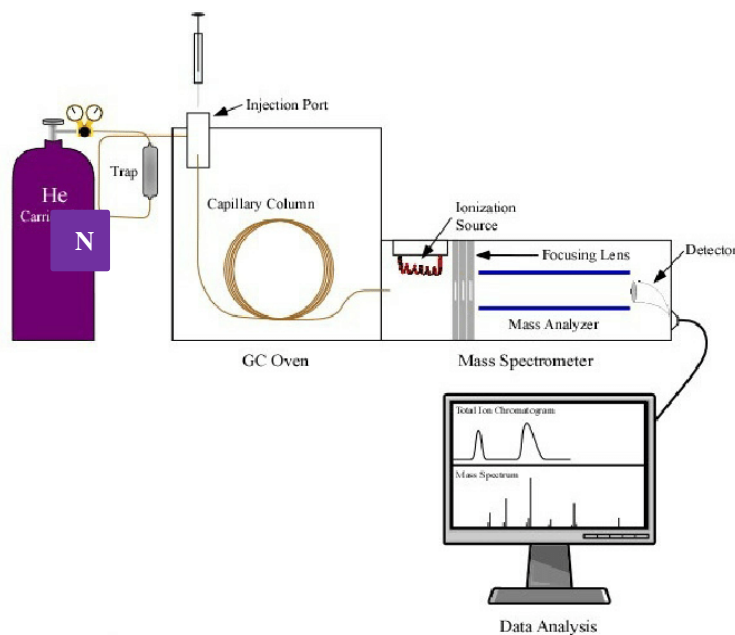 Injection Port
He
Trap
N
Capillary Column
Ionization
Source
Focusing Lens
Detector
Mass Analyzer
GC Oven
Mass Spectrometer
Total Ion Chromatogram
Mass Spectrum
Data Analysis